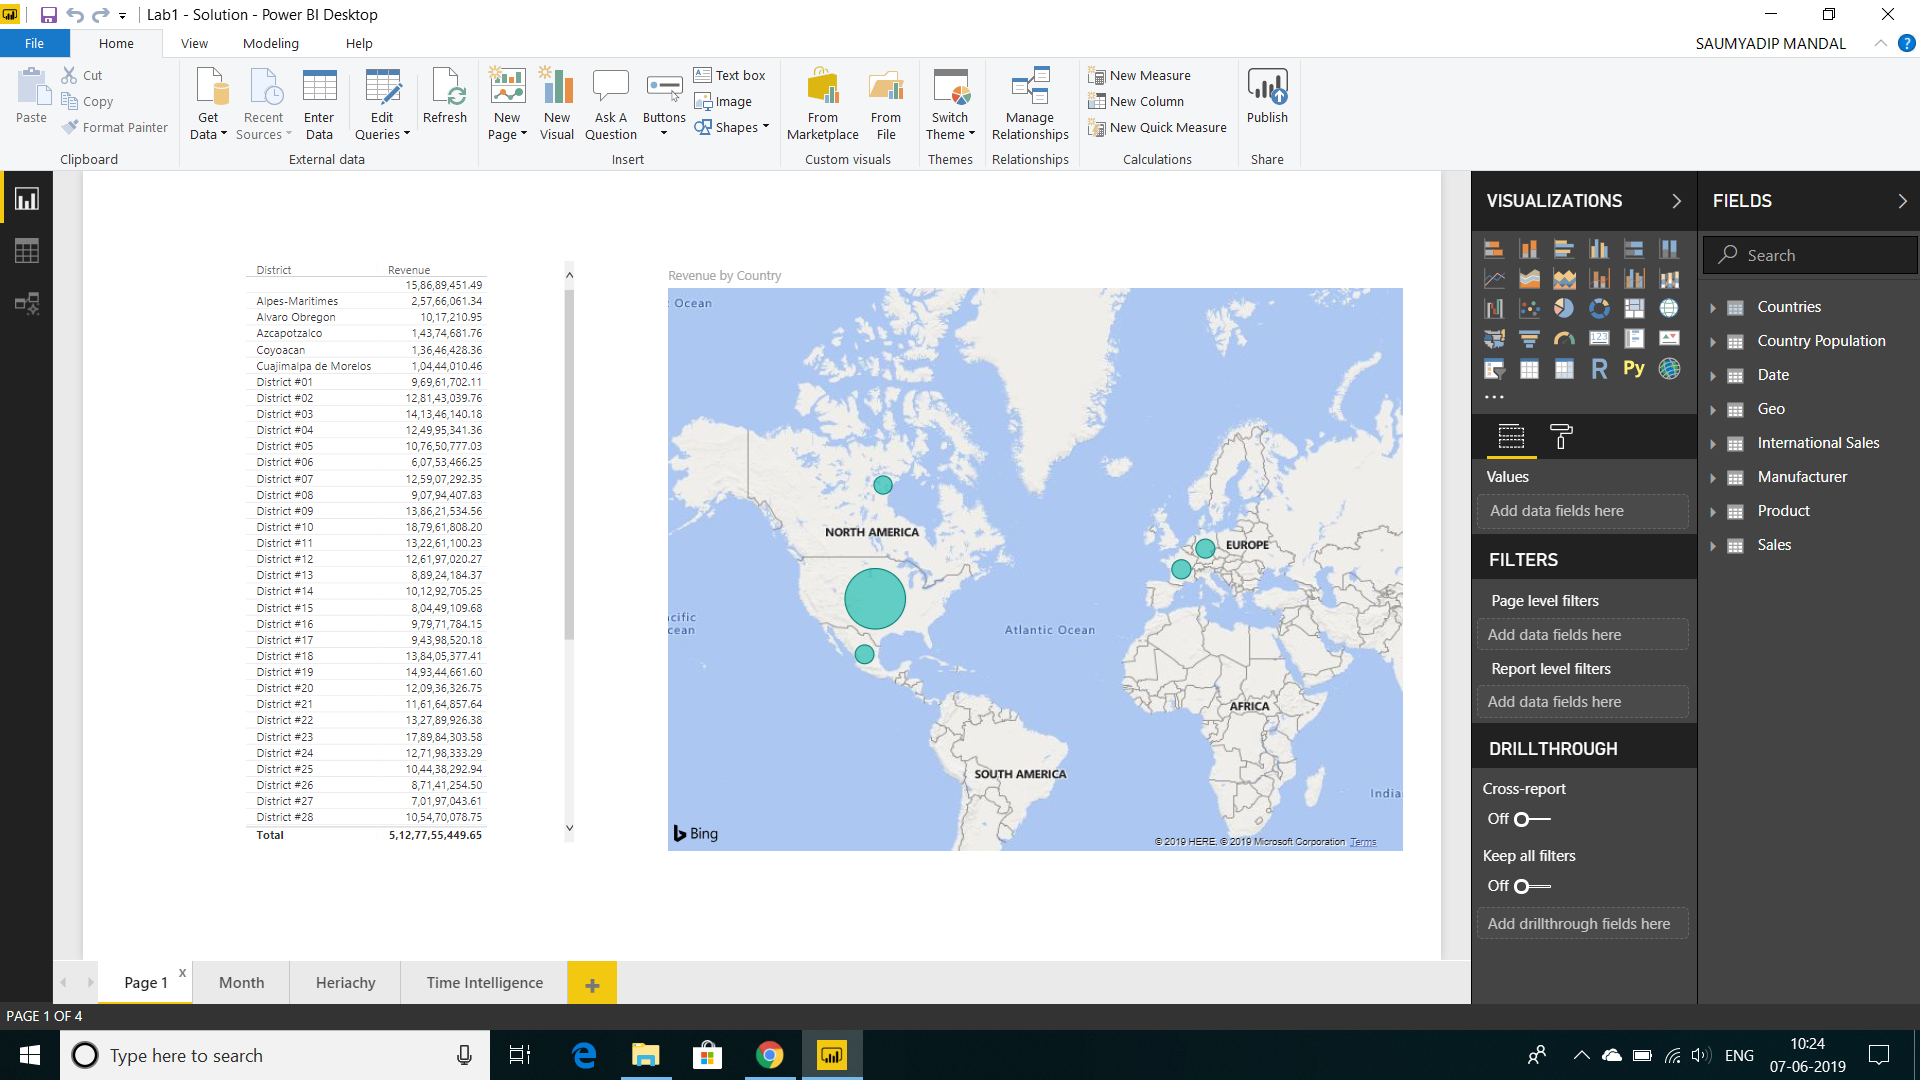 Lab1 - Solution - Power BI Desktop
File Home View Modeling Help SAUMYADIP MANDAL ?
Paste
Cut
Copy
Format Painter
Clipboard
Get Data
Recent Sources
Enter Data
Edit Queries
Refresh
External data
New Page
New Visual
Ask A Question
Buttons
Text box
Image
Shapes
Insert
From Marketplace
From File
Custom visuals
Switch Theme
Themes
Manage Relationships
Relationships
New Measure
New Column
New Quick Measure
Calculations
Publish
Share
District Revenue
15,86,89,451.49
Alpes-Maritimes 2,57,66,061.34
Alvaro Obregon 10,17,210.95
Azcapotzalco 1,43,74,681.76
Coyoacan 1,36,46,428.36
Cuajimalpa de Morelos 1,04,44,010.46
District #01 9,69,61,702.11
District #02 12,81,43,039.76
District #03 14,13,46,140.18
District #04 12,49,95,341.36
District #05 10,76,50,777.03
District #06 6,07,53,466.25
District #07 12,59,07,292.35
District #08 9,07,94,407.83
District #09 13,86,21,534.56
District #10 18,79,61,808.20
District #11 13,22,61,100.23
District #12 12,61,97,020.27
District #13 8,89,24,184.37
District #14 10,12,92,705.25
District #15 8,04,49,109.68
District #16 9,79,71,784.15
District #17 9,43,98,520.18
District #18 13,84,05,377.41
District #19 14,93,44,661.60
District #20 12,09,36,326.75
District #21 11,61,64,857.64
District #22 13,27,89,926.38
District #23 17,89,84,303.58
District #24 12,71,98,333.29
District #25 10,44,38,292.94
District #26 8,71,41,254.50
District #27 7,01,97,043.61
District #28 10,54,70,078.75
Total 5,12,77,55,449.65
Revenue by Country
Ocean
NORTH AMERICA
EUROPE
cific
cean
Atlantic Ocean
AFRICA
SOUTH AMERICA
India
Bing
© 2019 HERE, © 2019 Microsoft Corporation Terms
VISUALIZATIONS
123
R Py
...
Values
Add data fields here
FILTERS
Page level filters
Add data fields here
Report level filters
Add data fields here
DRILLTHROUGH
Cross-report
Off
Keep all filters
Off
Add drillthrough fields here
FIELDS
Search
Countries
Country Population
Date
Geo
International Sales
Manufacturer
Product
Sales
Page 1 x Month Heriachy Time Intelligence +
PAGE 1 OF 4
Type here to search
ENG
10:24
07-06-2019